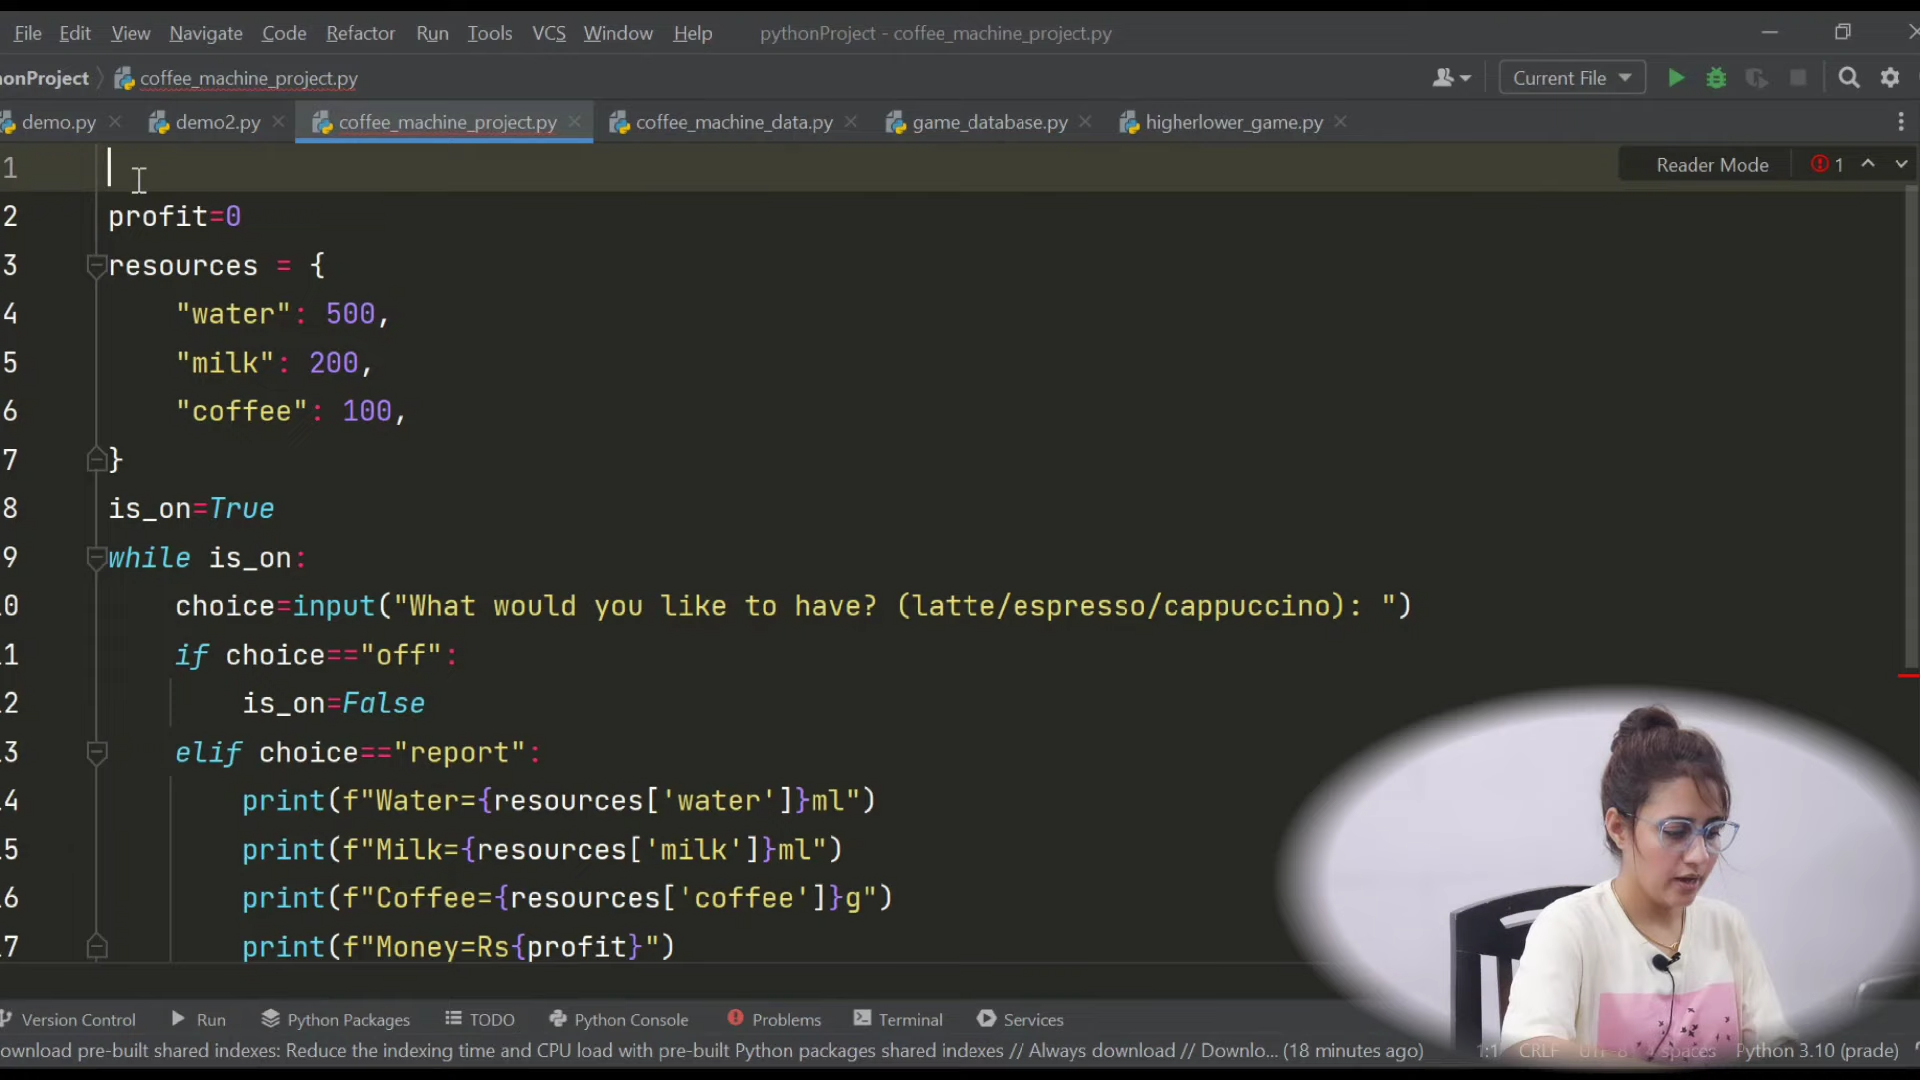 File Edit View Navigate Code Refactor Run Tools VCS Window Help pythonProject - coffee_machine_project.py
honProject coffee_machine_project.py Current File
demo.py demo2.py coffee_machine_project.py coffee_machine_data.py game_database.py higherlower_game.py
1 Reader Mode 1
2 profit=0
3 resources = {
4 "water": 500,
5 "milk": 200,
6 "coffee": 100,
7 }
8 is_on=True
9 while is_on:
0 choice=input("What would you like to have? (latte/espresso/cappuccino): ")
1 if choice=="off":
2 is_on=False
3 elif choice=="report":
4 print(f"Water={resources['water']}ml")
5 print(f"Milk={resources['milk']}ml")
6 print(f"Coffee={resources['coffee']}g")
7 print(f"Money=Rs{profit}")
Version Control Run Python Packages TODO Python Console Problems Terminal Services
ownload pre-built shared indexes: Reduce the indexing time and CPU load with pre-built Python packages shared indexes // Always download // Downlo... (18 minutes ago) 1:1 CRLF UTF-8 spaces Python 3.10 (prade)